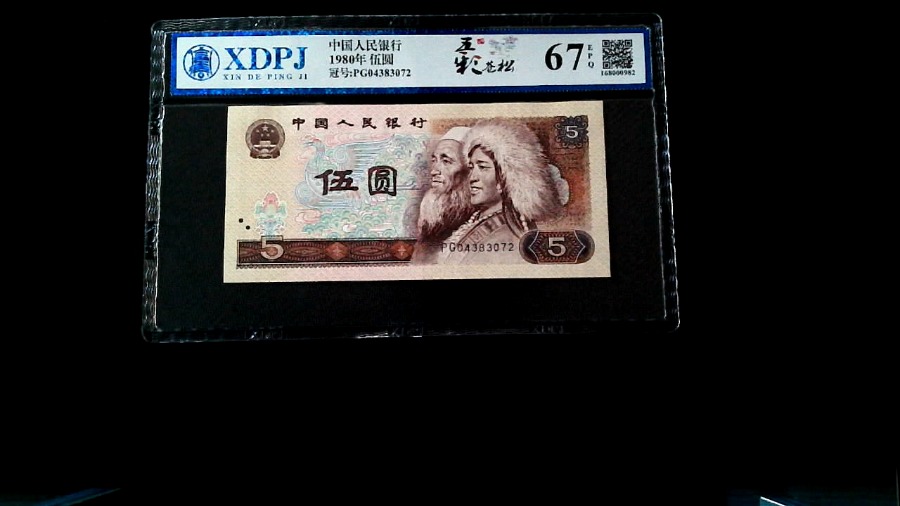 XDPJ
XIN DE PING JI
中国人民银行
1980年 伍圆
冠号:PG04383072
五彩苍松
67
EPQ
168000982
中国人民银行
5
伍圆
PG04383072
5
5